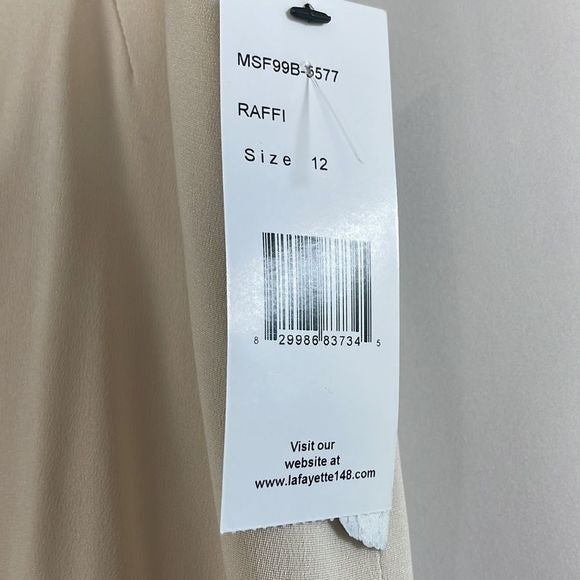 MSF99B-5577
RAFFI
Size 12
8 29986 83734 5
Visit our
website at
www.lafayette148.com